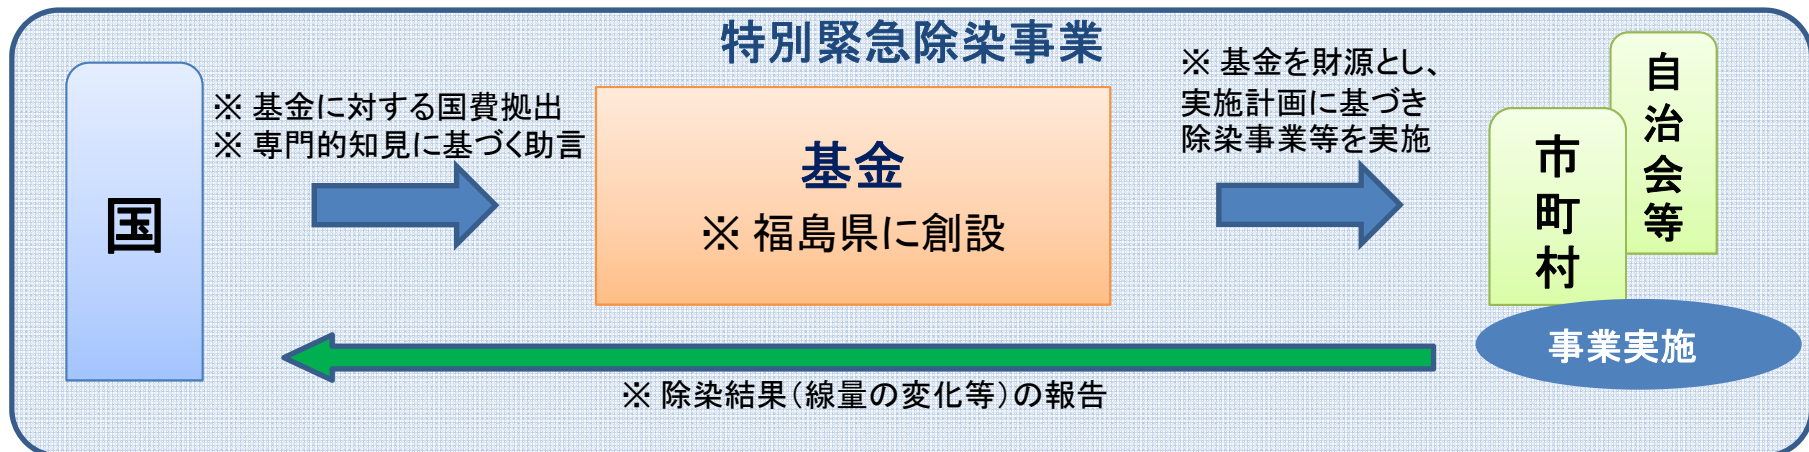 特別緊急除染事業
国
※ 基金に対する国費拠出
※ 専門的知見に基づく助言
基金
※ 福島県に創設
※ 基金を財源とし、
実施計画に基づき
除染事業等を実施
市町村
自治会等
事業実施
※ 除染結果（線量の変化等）の報告